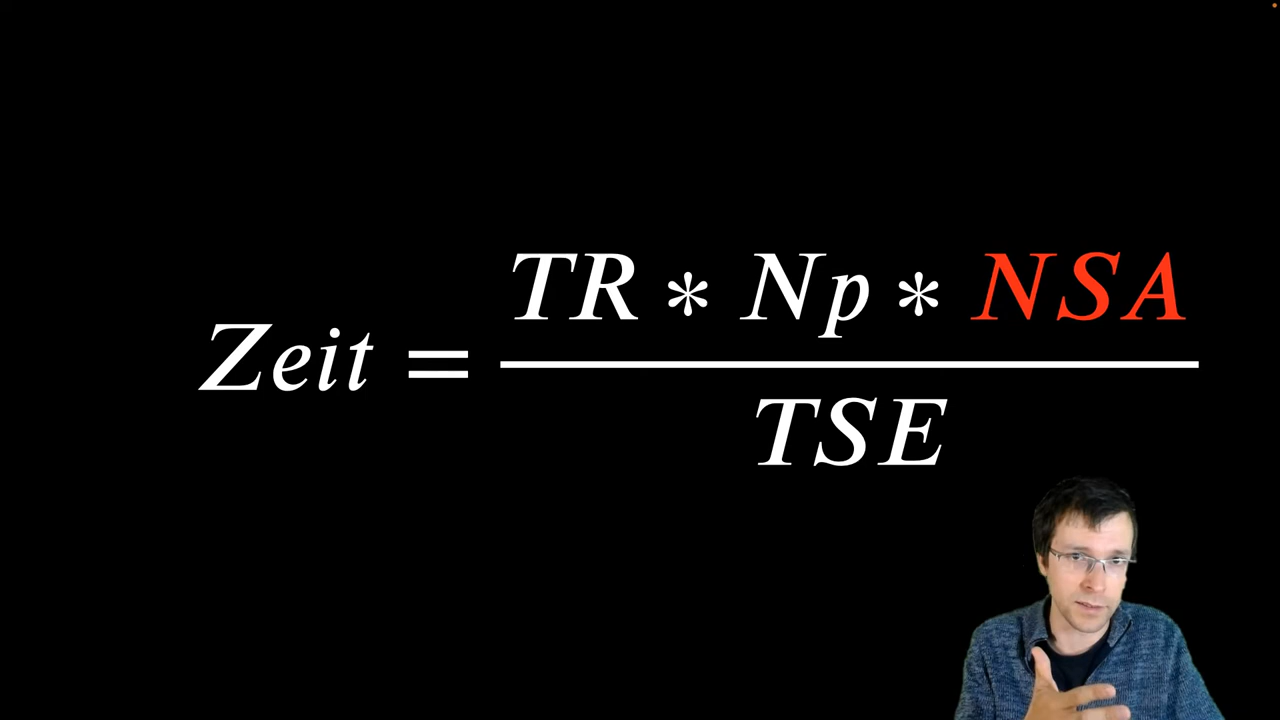 Zeit = TR * Np * NSA
TSE